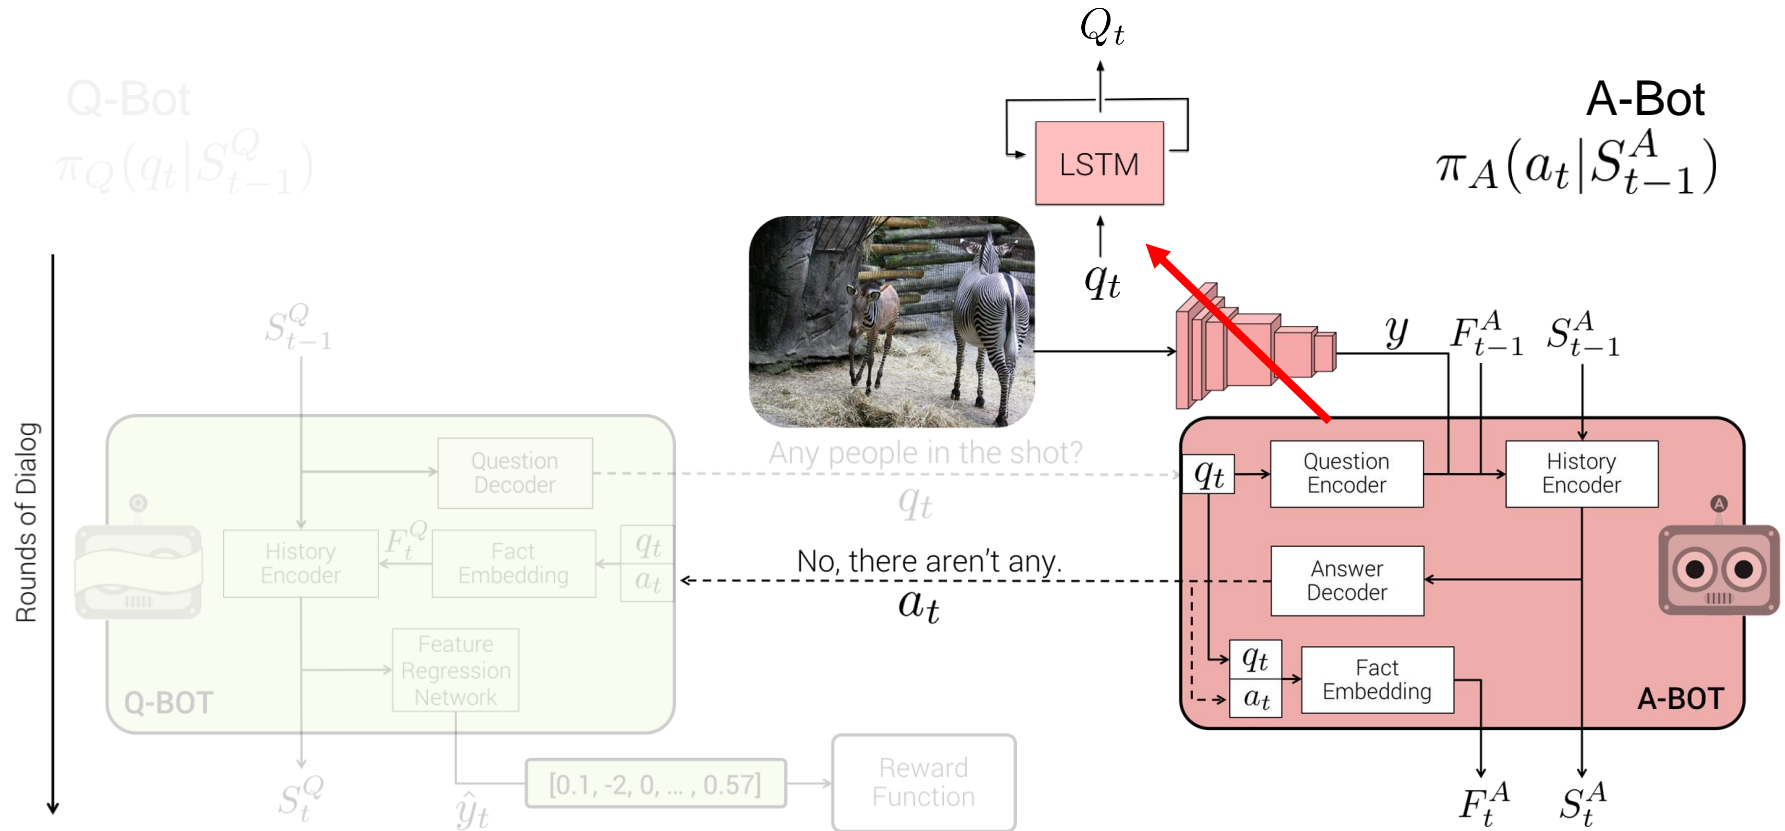 Q_t
Q-Bot
A-Bot
π_Q(q_t|S^Q_{t-1})
π_A(a_t|S^A_{t-1})
LSTM
q_t
Rounds of Dialog
S^Q_{t-1}
y
F^A_{t-1}
S^A_{t-1}
Question
Decoder
Any people in the shot?
q_t
q_t
Question
Encoder
History
Encoder
History
Encoder
F^Q_t
Fact
Embedding
q_t
a_t
No, there aren't any.
a_t
Answer
Decoder
A
Feature
Regression
Network
Q-BOT
q_t
a_t
Fact
Embedding
A-BOT
S^Q_t
ŷ_t
[0.1, -2, 0, ... , 0.57]
Reward
Function
F^A_t
S^A_t